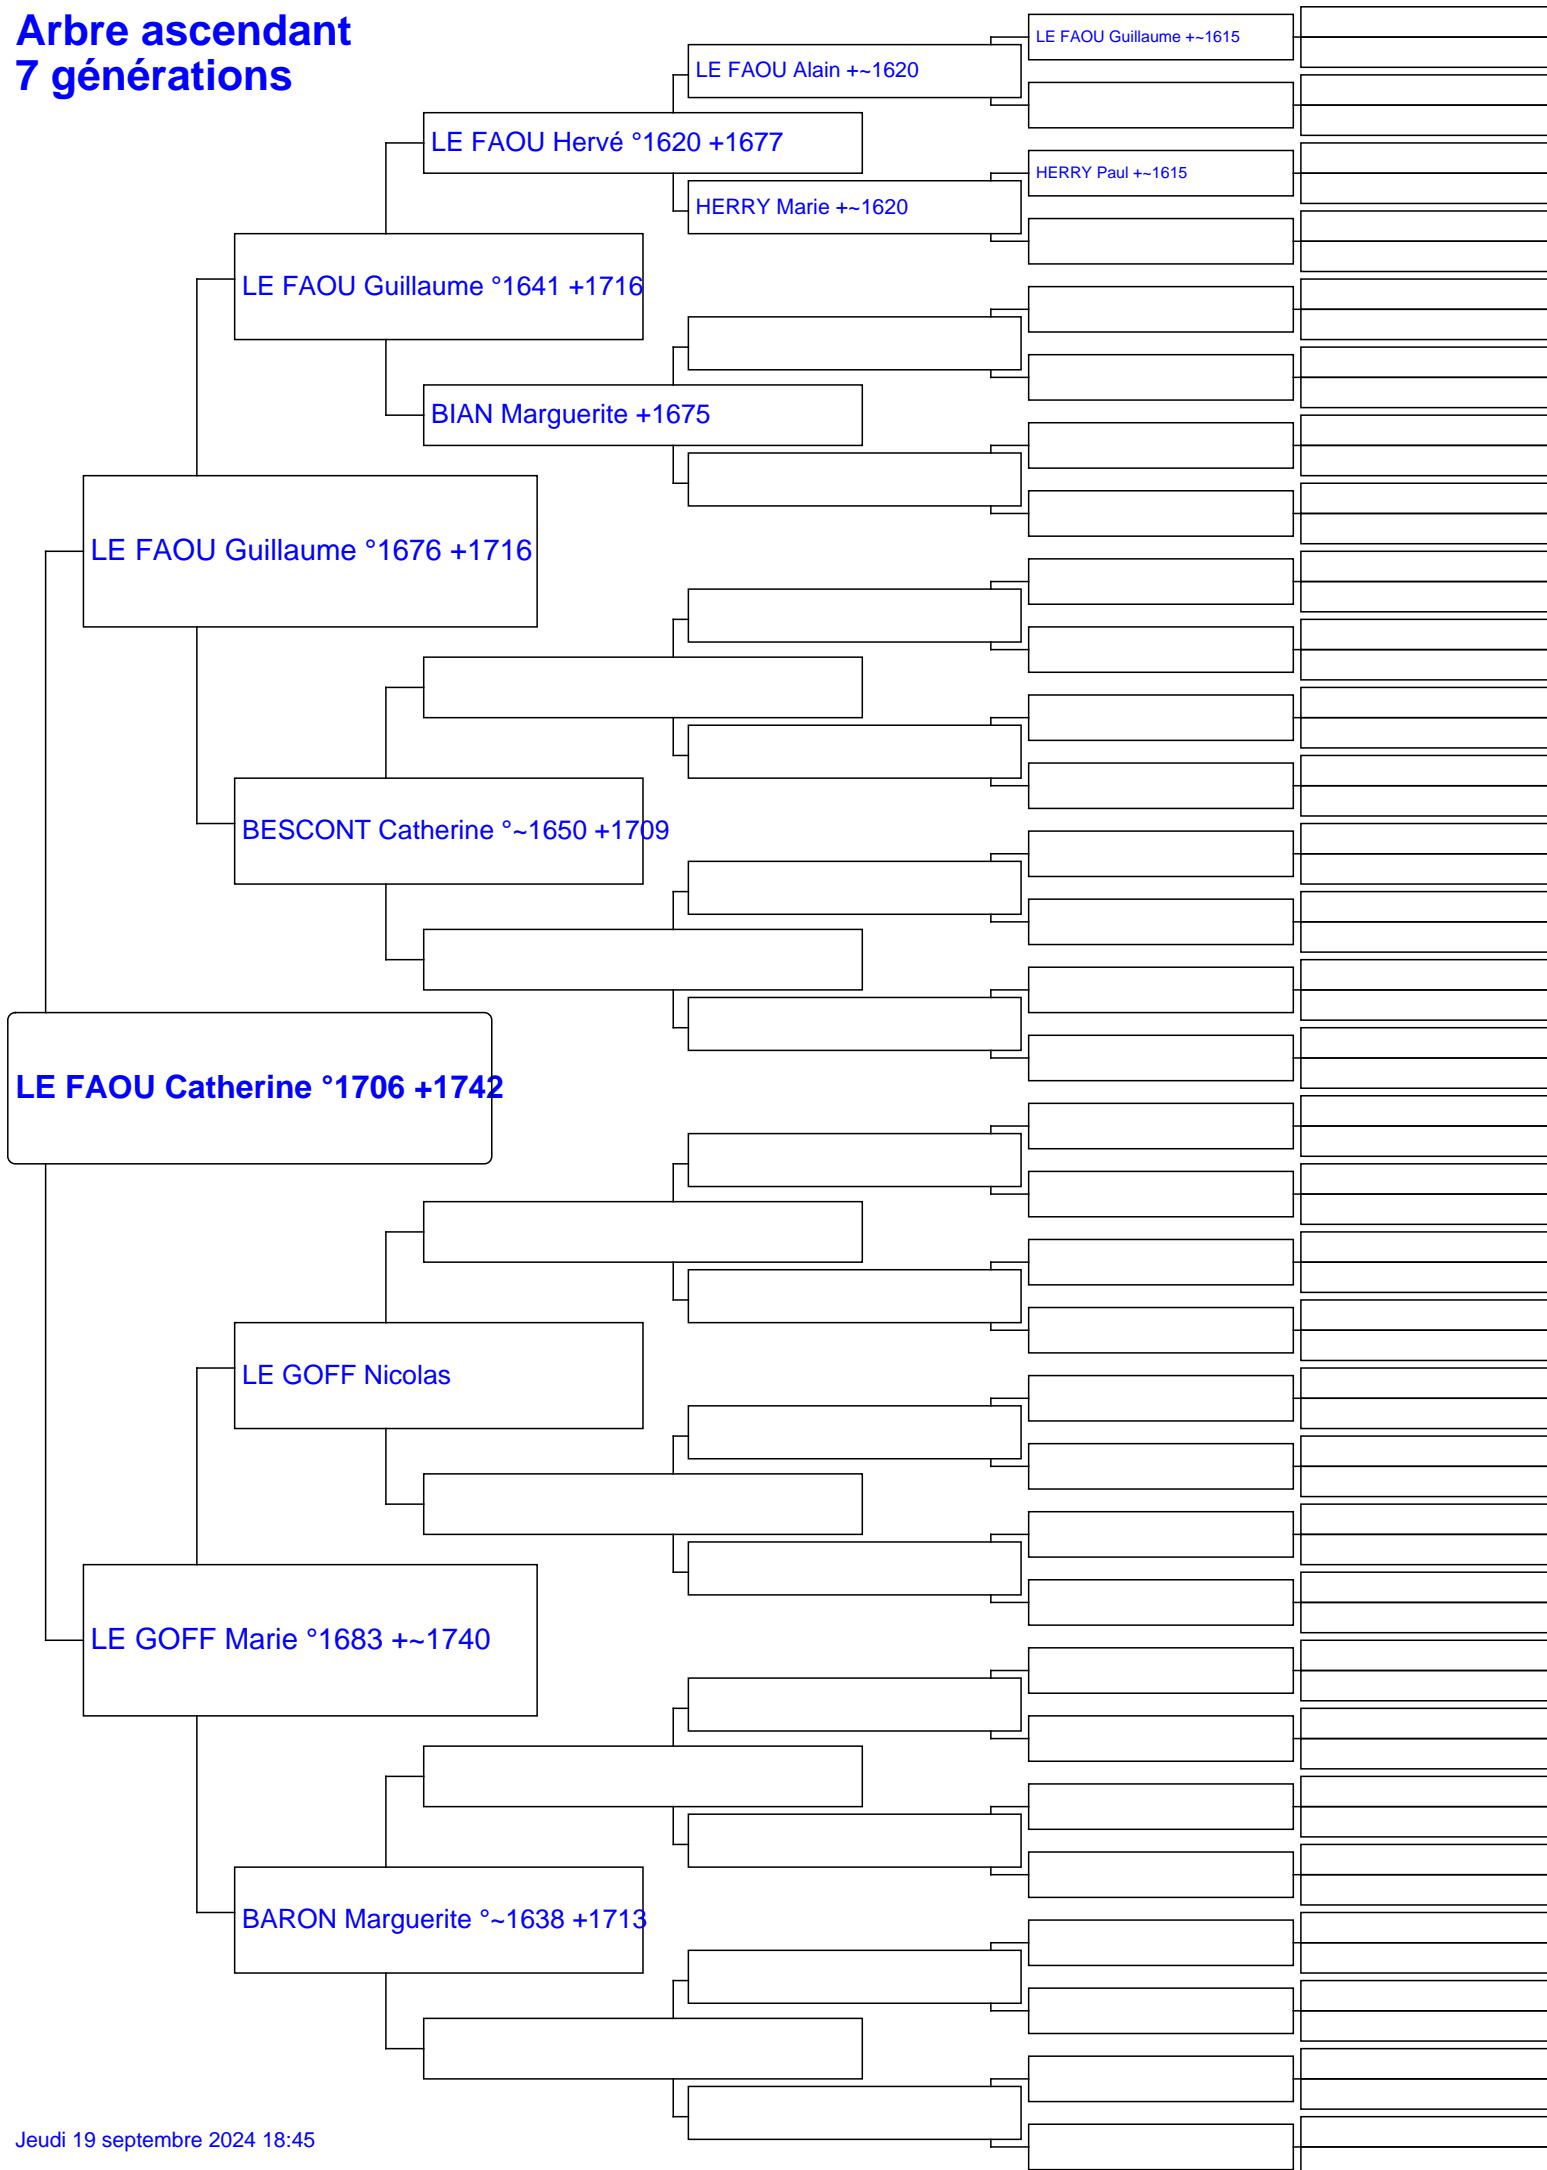 Arbre ascendant
7 générations
LE FAOU Guillaume +~1615
LE FAOU Alain +~1620
LE FAOU Hervé °1620 +1677
HERRY Paul +~1615
HERRY Marie +~1620
LE FAOU Guillaume °1641 +1716
BIAN Marguerite +1675
LE FAOU Guillaume °1676 +1716
BESCONT Catherine °~1650 +1709
LE FAOU Catherine °1706 +1742
LE GOFF Nicolas
LE GOFF Marie °1683 +~1740
BARON Marguerite °~1638 +1713
Jeudi 19 septembre 2024 18:45